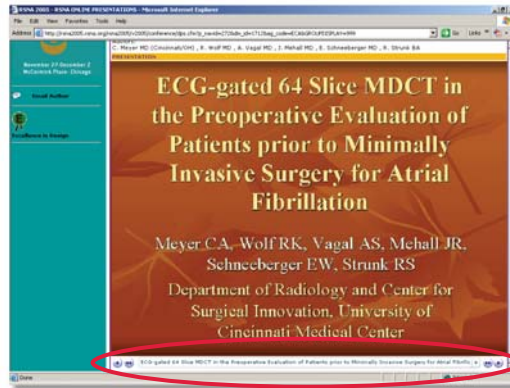 RSNA 2005 - RSNA ONLINE PRESENTATIONS - Microsoft Internet Explorer
File Edit View Favorites Tools Help
Address
Go Links
C. Meyer MD (Cincinnati/OH) , R. Wolf MD , A. Vagal MD , J. Mehall MD , E. Schneeberger MD , R. Strunk BA
PRESENTATION
November 27-December 2
McCormick Place- Chicago
Email Author
Excellence in Design
ECG-gated 64 Slice MDCT in
the Preoperative Evaluation of
Patients prior to Minimally
Invasive Surgery for Atrial
Fibrillation
Meyer CA, Wolf RK, Vagal AS, Mehall JR,
Schneeberger EW, Strunk RS
Department of Radiology and Center for
Surgical Innovation, University of
Cincinnati Medical Center
ECG-gated 64 Slice MDCT in the Preoperative Evaluation of Patients prior to Minimally Invasive Surgery for Atrial
Done